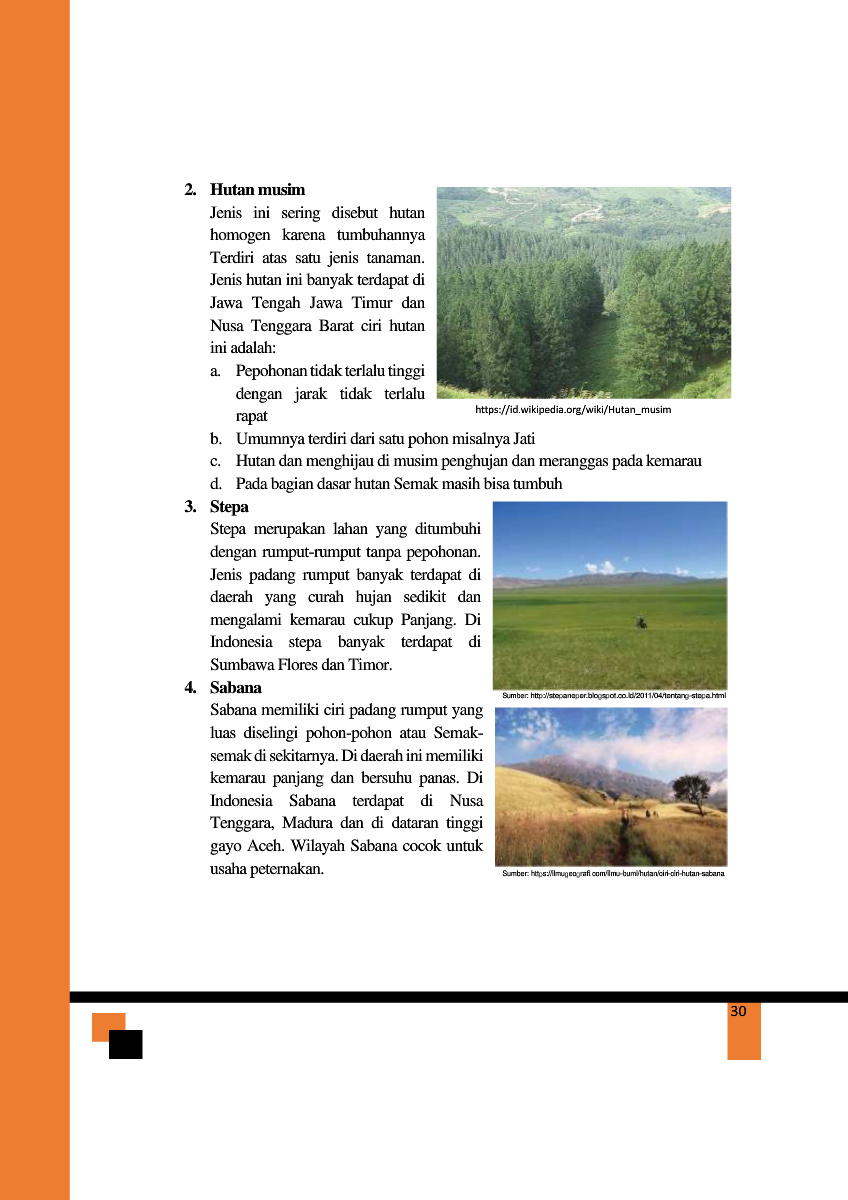 2. Hutan musim
Jenis ini sering disebut hutan
homogen karena tumbuhannya
Terdiri atas satu jenis tanaman.
Jenis hutan ini banyak terdapat di
Jawa Tengah Jawa Timur dan
Nusa Tenggara Barat ciri hutan
ini adalah:
a. Pepohonan tidak terlalu tinggi
dengan jarak tidak terlalu
rapat
https://id.wikipedia.org/wiki/Hutan_musim
b. Umumnya terdiri dari satu pohon misalnya Jati
c. Hutan dan menghijau di musim penghujan dan meranggas pada kemarau
d. Pada bagian dasar hutan Semak masih bisa tumbuh
3. Stepa
Stepa merupakan lahan yang ditumbuhi
dengan rumput-rumput tanpa pepohonan.
Jenis padang rumput banyak terdapat di
daerah yang curah hujan sedikit dan
mengalami kemarau cukup Panjang. Di
Indonesia stepa banyak terdapat di
Sumbawa Flores dan Timor.
Sumber: http://stepaneper.blogspot.co.id/2011/04/tentang-stepa.html
4. Sabana
Sabana memiliki ciri padang rumput yang
luas diselingi pohon-pohon atau Semak-
semak di sekitarnya. Di daerah ini memiliki
kemarau panjang dan bersuhu panas. Di
Indonesia Sabana terdapat di Nusa
Tenggara, Madura dan di dataran tinggi
gayo Aceh. Wilayah Sabana cocok untuk
usaha peternakan.
Sumber: https://ilmugeografi.com/ilmu-bumi/hutan/ciri-ciri-hutan-sabana
30